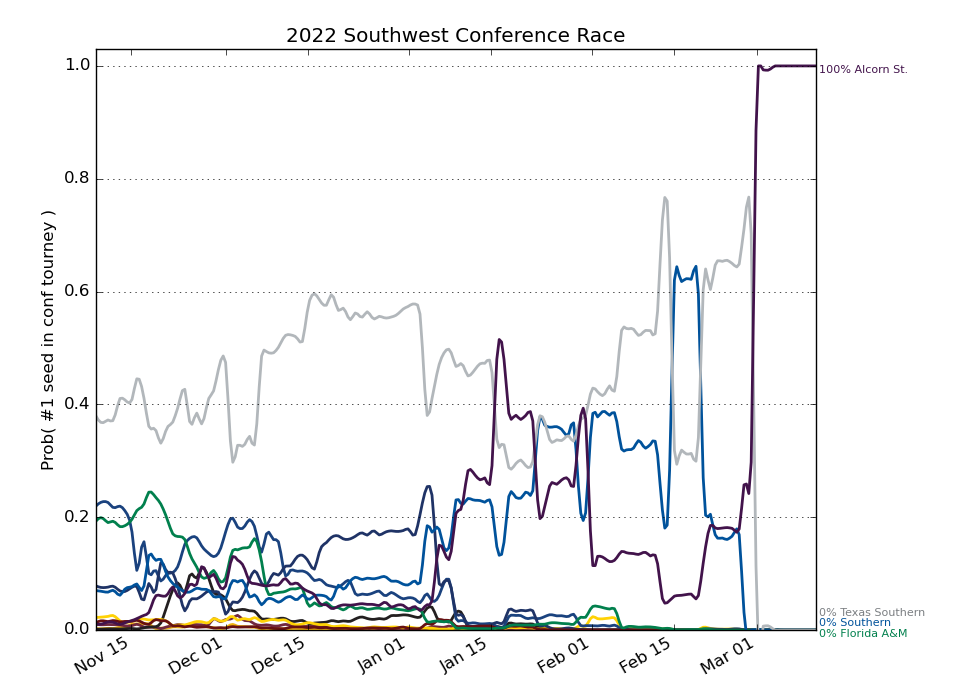 2022 Southwest Conference Race
1.0
0.8
0.6
0.4
0.2
0.0
Prob( #1 seed in conf tourney )
Nov 15
Dec 01
Dec 15
Jan 01
Jan 15
Feb 01
Feb 15
Mar 01
100% Alcorn St.
0% Texas Southern
0% Southern
0% Florida A&M